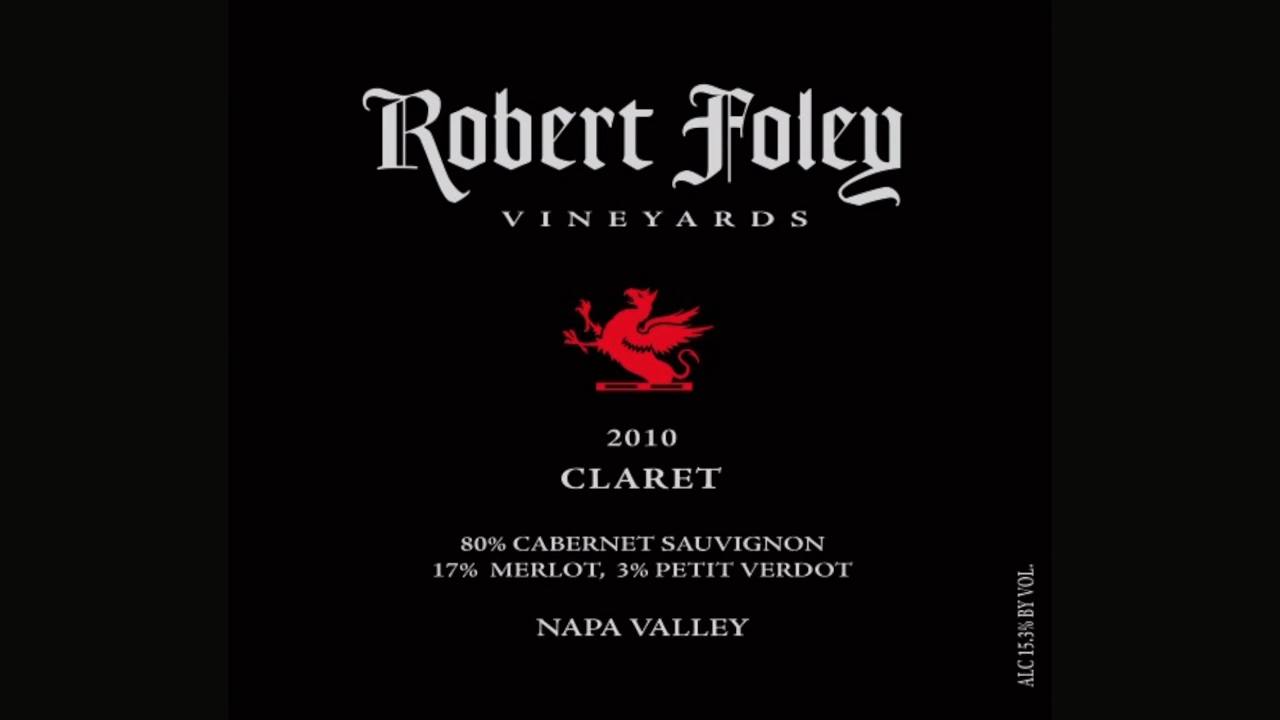 Robert Foley
VINEYARDS
2010
CLARET
80% CABERNET SAUVIGNON
17% MERLOT, 3% PETIT VERDOT
NAPA VALLEY
ALC 15.3% BY VOL.